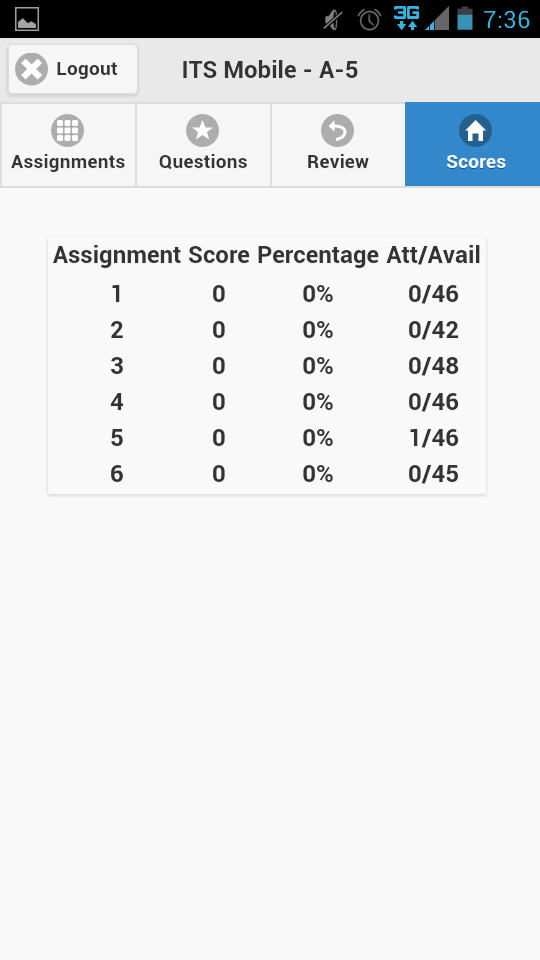 3G 7:36
Logout ITS Mobile - A-5
Assignments Questions Review Scores
Assignment Score Percentage Att/Avail
1 0 0% 0/46
2 0 0% 0/42
3 0 0% 0/48
4 0 0% 0/46
5 0 0% 1/46
6 0 0% 0/45